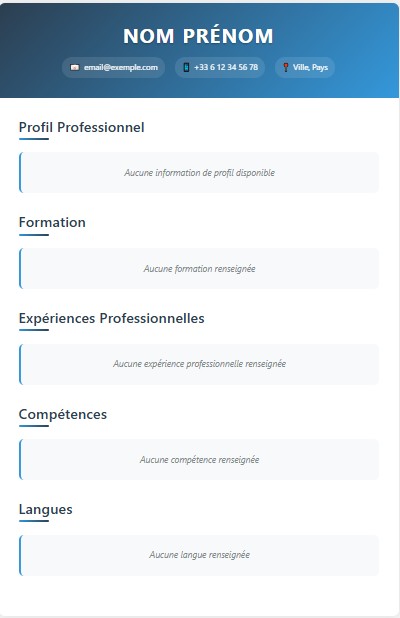 NOM PRÉNOM
email@exemple.com +33 6 12 34 56 78 Ville, Pays
Profil Professionnel
Aucune information de profil disponible
Formation
Aucune formation renseignée
Expériences Professionnelles
Aucune expérience professionnelle renseignée
Compétences
Aucune compétence renseignée
Langues
Aucune langue renseignée